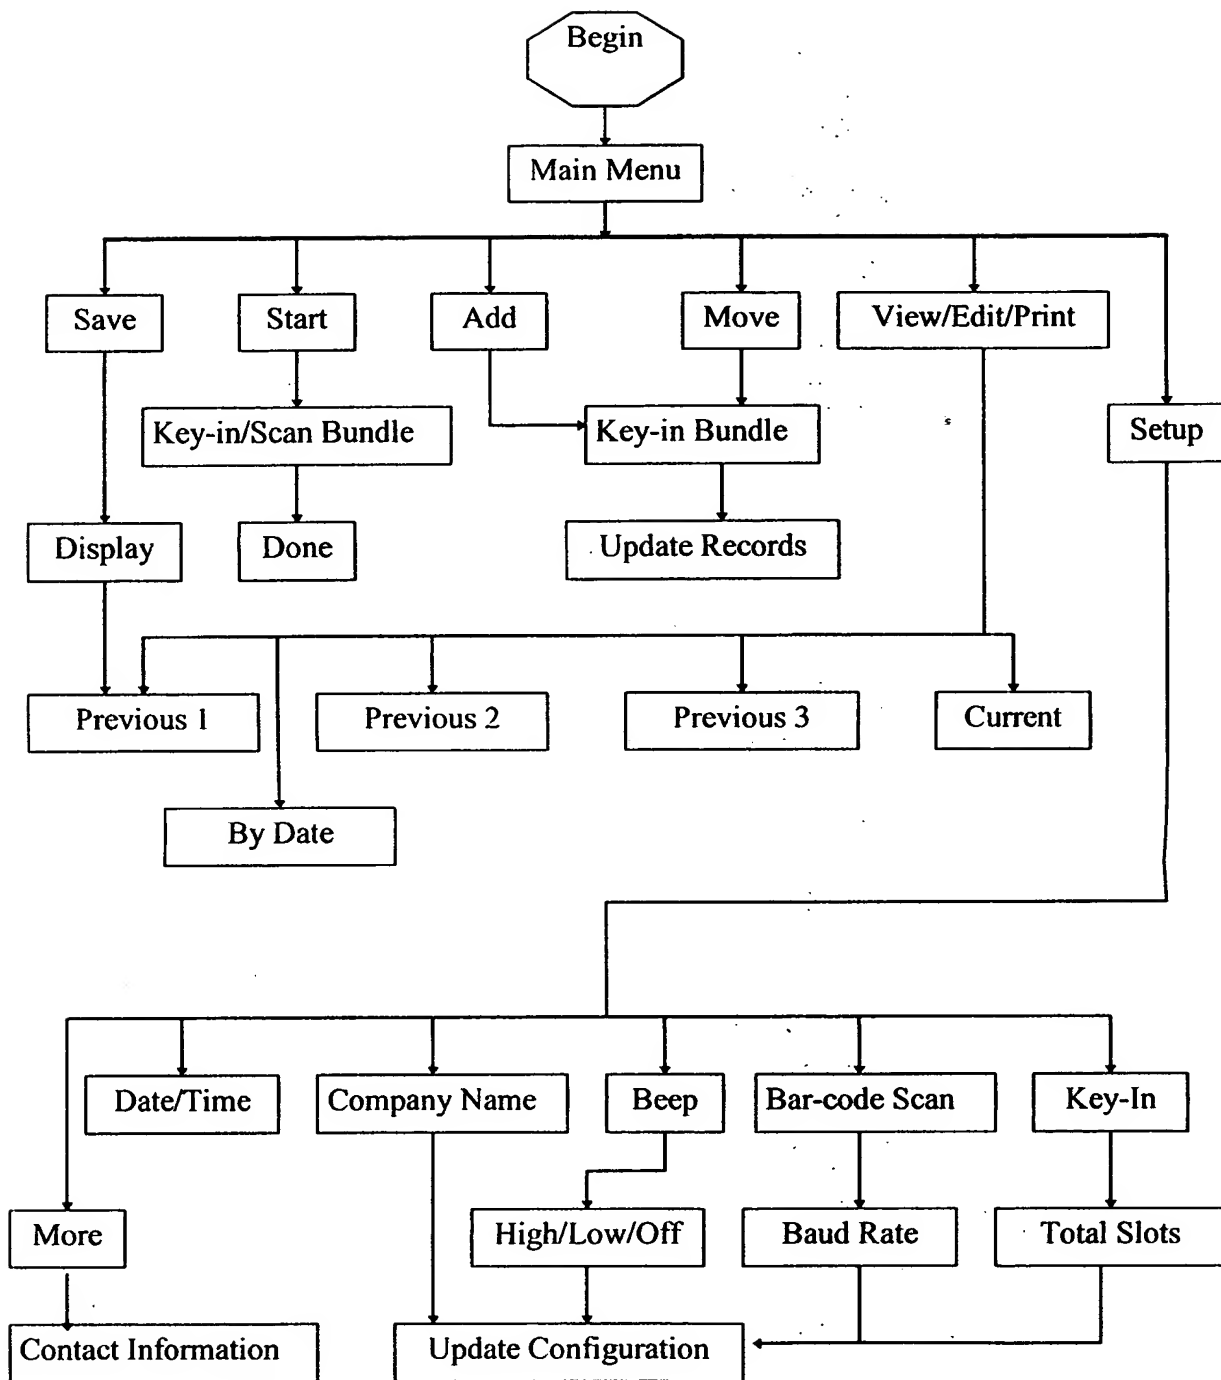 Begin
Main Menu
Save
Start
Add
Move
View/Edit/Print
Key-in/Scan Bundle
Key-in Bundle
Setup
Display
Done
Update Records
Previous 1
Previous 2
Previous 3
Current
By Date
Date/Time
Company Name
Beep
Bar-code Scan
Key-In
More
High/Low/Off
Baud Rate
Total Slots
Contact Information
Update Configuration